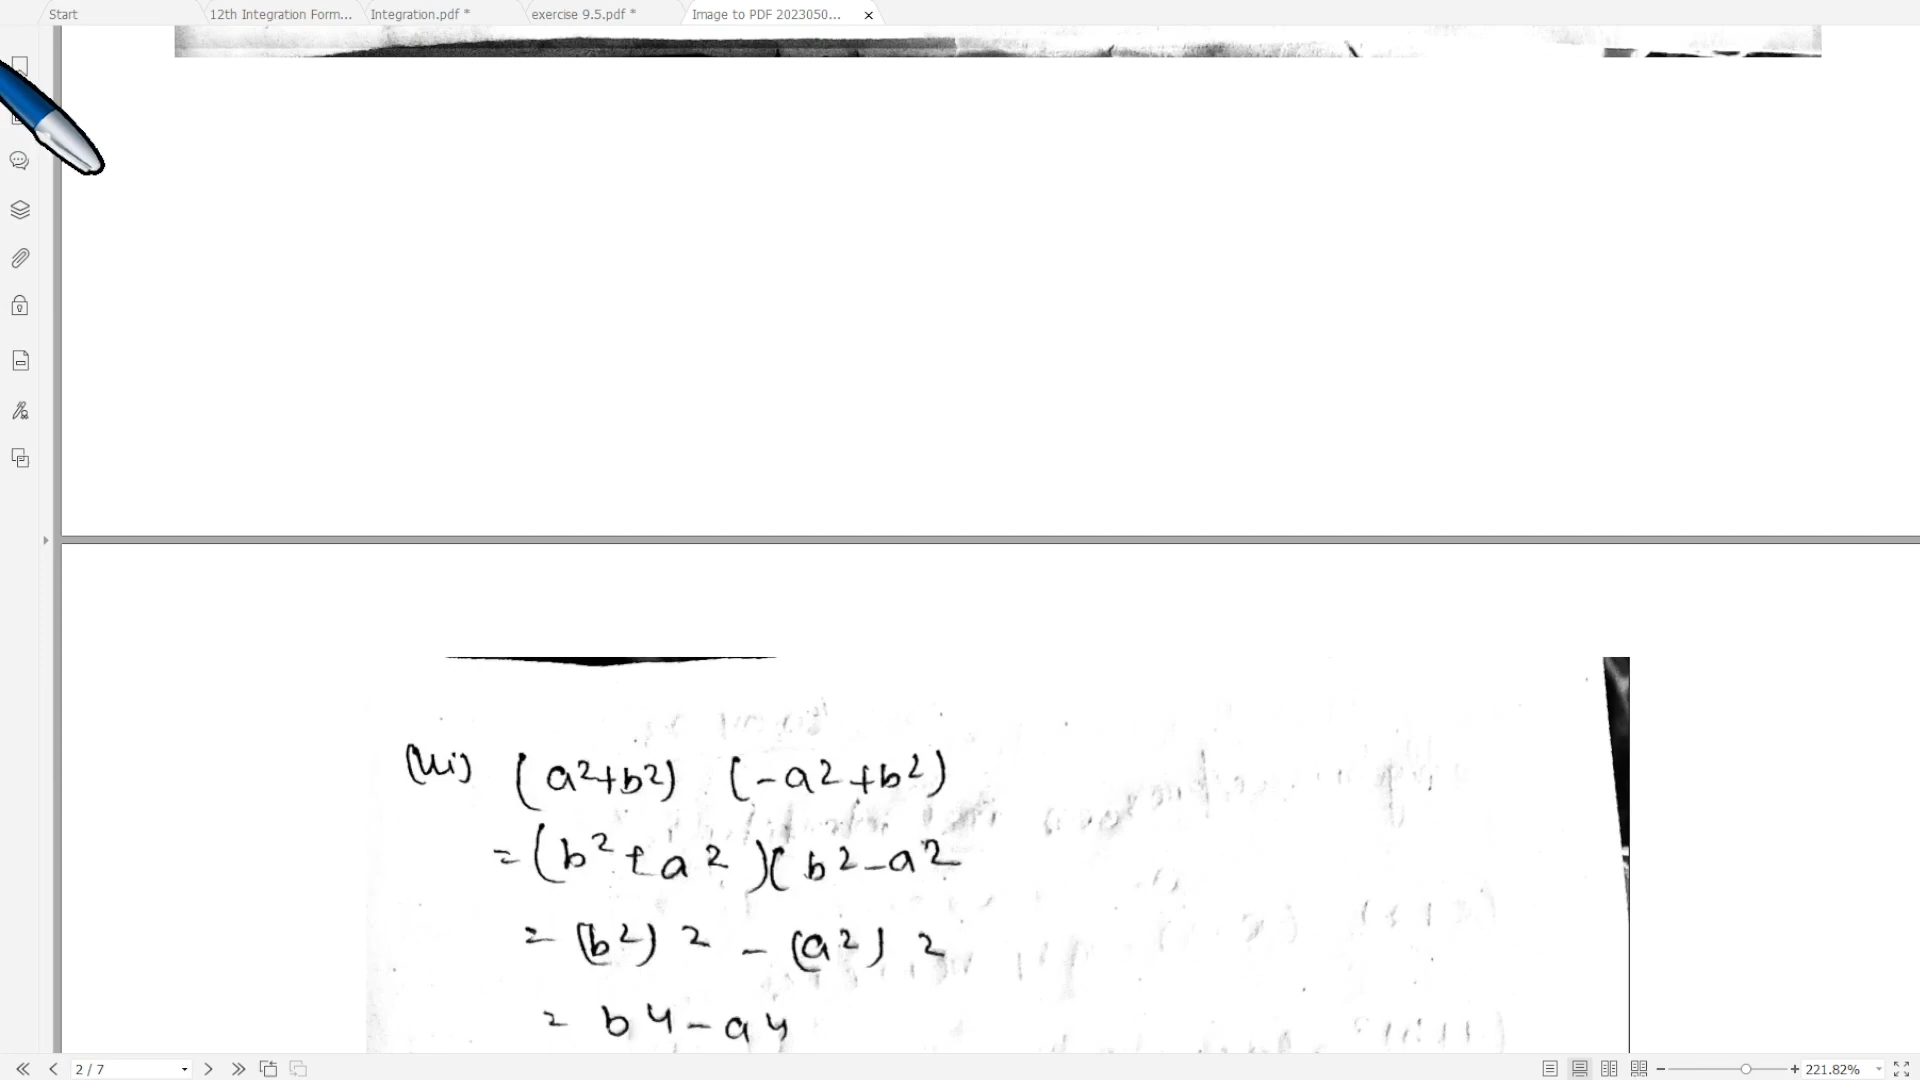 Start
12th Integration Form...
Integration.pdf *
exercise 9.5.pdf *
Image to PDF 2023050...
(a2+b2) (-a2+b2)
=(b2+a2)(b2-a2
= (b2)2 - (a2)2
= b4-a4
2 / 7
221.82%